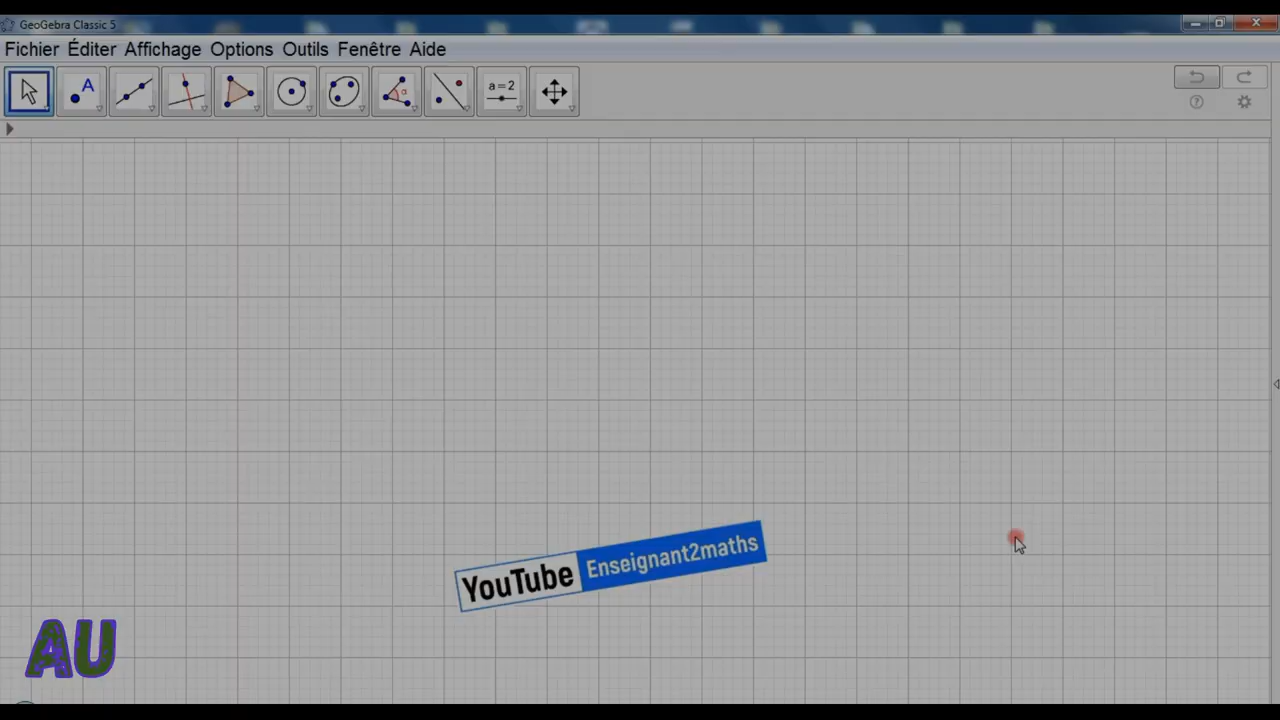 GeoGebra Classic 5
Fichier Éditer Affichage Options Outils Fenêtre Aide
A
α
a=2
YouTube Enseignant2maths
AU